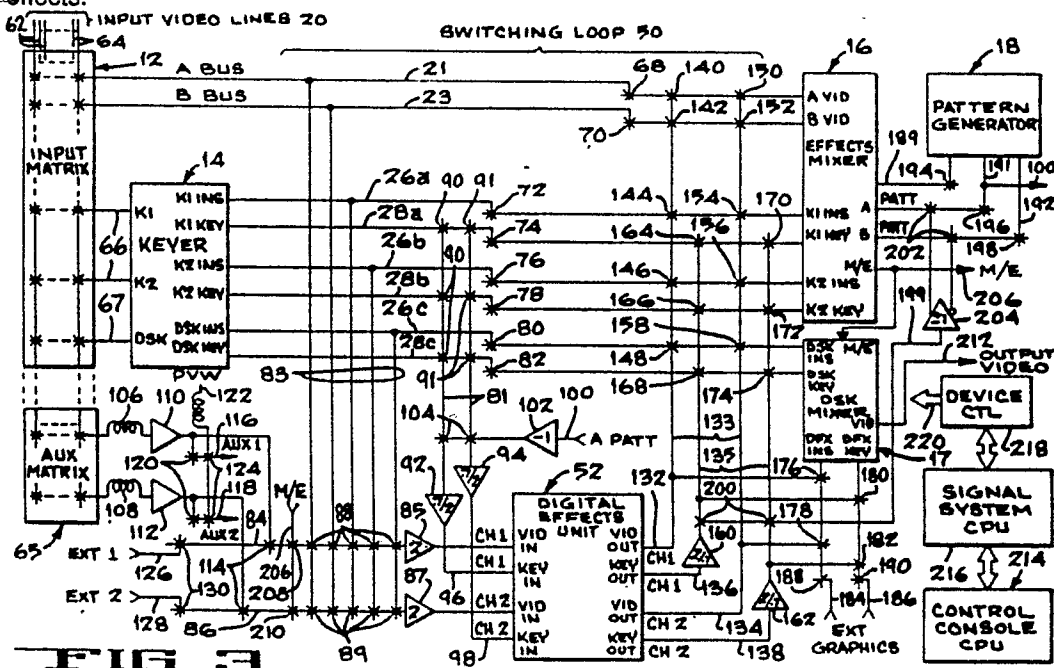 effects.
62
INPUT VIDEO LINES 20
64
12
SWITCHING LOOP 50
16
18
A BUS
21
68
140
150
B BUS
23
142
152
70
A VID
B VID
PATTERN
GENERATOR
INPUT
MATRIX
14
EFFECTS
MIXER
189
194
191
100
26a
90
91
72
144
154
170
PATT
A
192
K1
K1 INS
K1 KEY
28a
K1 INS
KEYER
26b
74
164
156
K1 KEY
B
PATT
202
196
198
66
K2 INS
76
146
M/E
M/E
K2
K2 KEY
28b
90
78
166
K2 INS
199
206
67
26c
80
158
172
K2 KEY
-1
204
DSK
DSK INS
DSK KEY
28c
91
82
148
DSK
INS
M/E
212
OUTPUT
VIDEO
PVW
83
168
174
DSK
KEY
106
110
122
81
104
102
100
DSK
MIXER
DEVICE
CTL
116
-1
A PATT
133
VID
220
218
AUX
MATRIX
AUX1
94
135
DFX
INS
DFX
KEY
17
120
124
92
52
132
176
180
118
M/E
DIGITAL
EFFECTS
UNIT
200
SIGNAL
SYSTEM
CPU
108
112
84
88
85
178
65
AUX2
2
CH1
VID
IN
VID
OUT
CH1
160
182
EXT 1
114
206
208
CH1
KEY
IN
KEY
OUT
CH1
136
190
216
214
126
130
87
96
188
EXT 2
2
CH2
VID
IN
VID
OUT
CH 2
134
162
184
186
CONTROL
CONSOLE
CPU
128
86
210
89
98
CH2
KEY
IN
KEY
OUT
CH 2
138
EXT
GRAPHICS
FIG 3